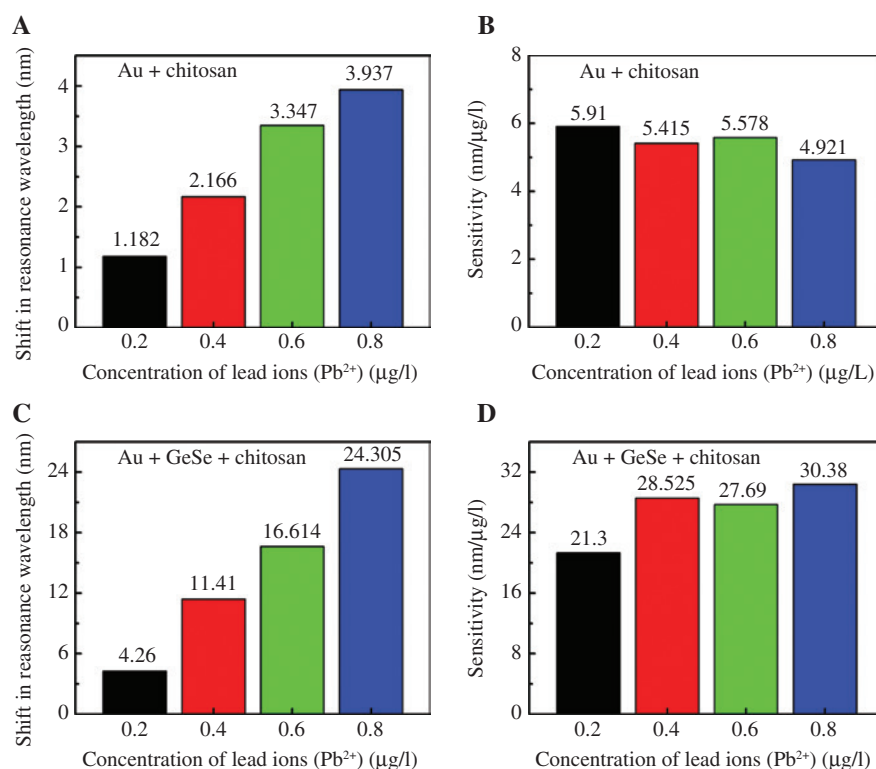 A
Shift in reasonance wavelength (nm)
4
3
2
1
0
Au + chitosan
1.182
2.166
3.347
3.937
0.2 0.4 0.6 0.8
Concentration of lead ions (Pb²⁺) (μg/l)
B
Sensitivity (nm/μg/l)
8
6
4
2
0
Au + chitosan
5.91
5.415
5.578
4.921
0.2 0.4 0.6 0.8
Concentration of lead ions (Pb²⁺) (μg/L)
C
Shift in reasonance wavelength (nm)
24
18
12
6
0
Au + GeSe + chitosan
4.26
11.41
16.614
24.305
0.2 0.4 0.6 0.8
Concentration of lead ions (Pb²⁺) (μg/l)
D
Sensitivity (nm/μg/l)
32
24
16
8
0
Au + GeSe + chitosan
21.3
28.525
27.69
30.38
0.2 0.4 0.6 0.8
Concentration of lead ions (Pb²⁺) (μg/l)